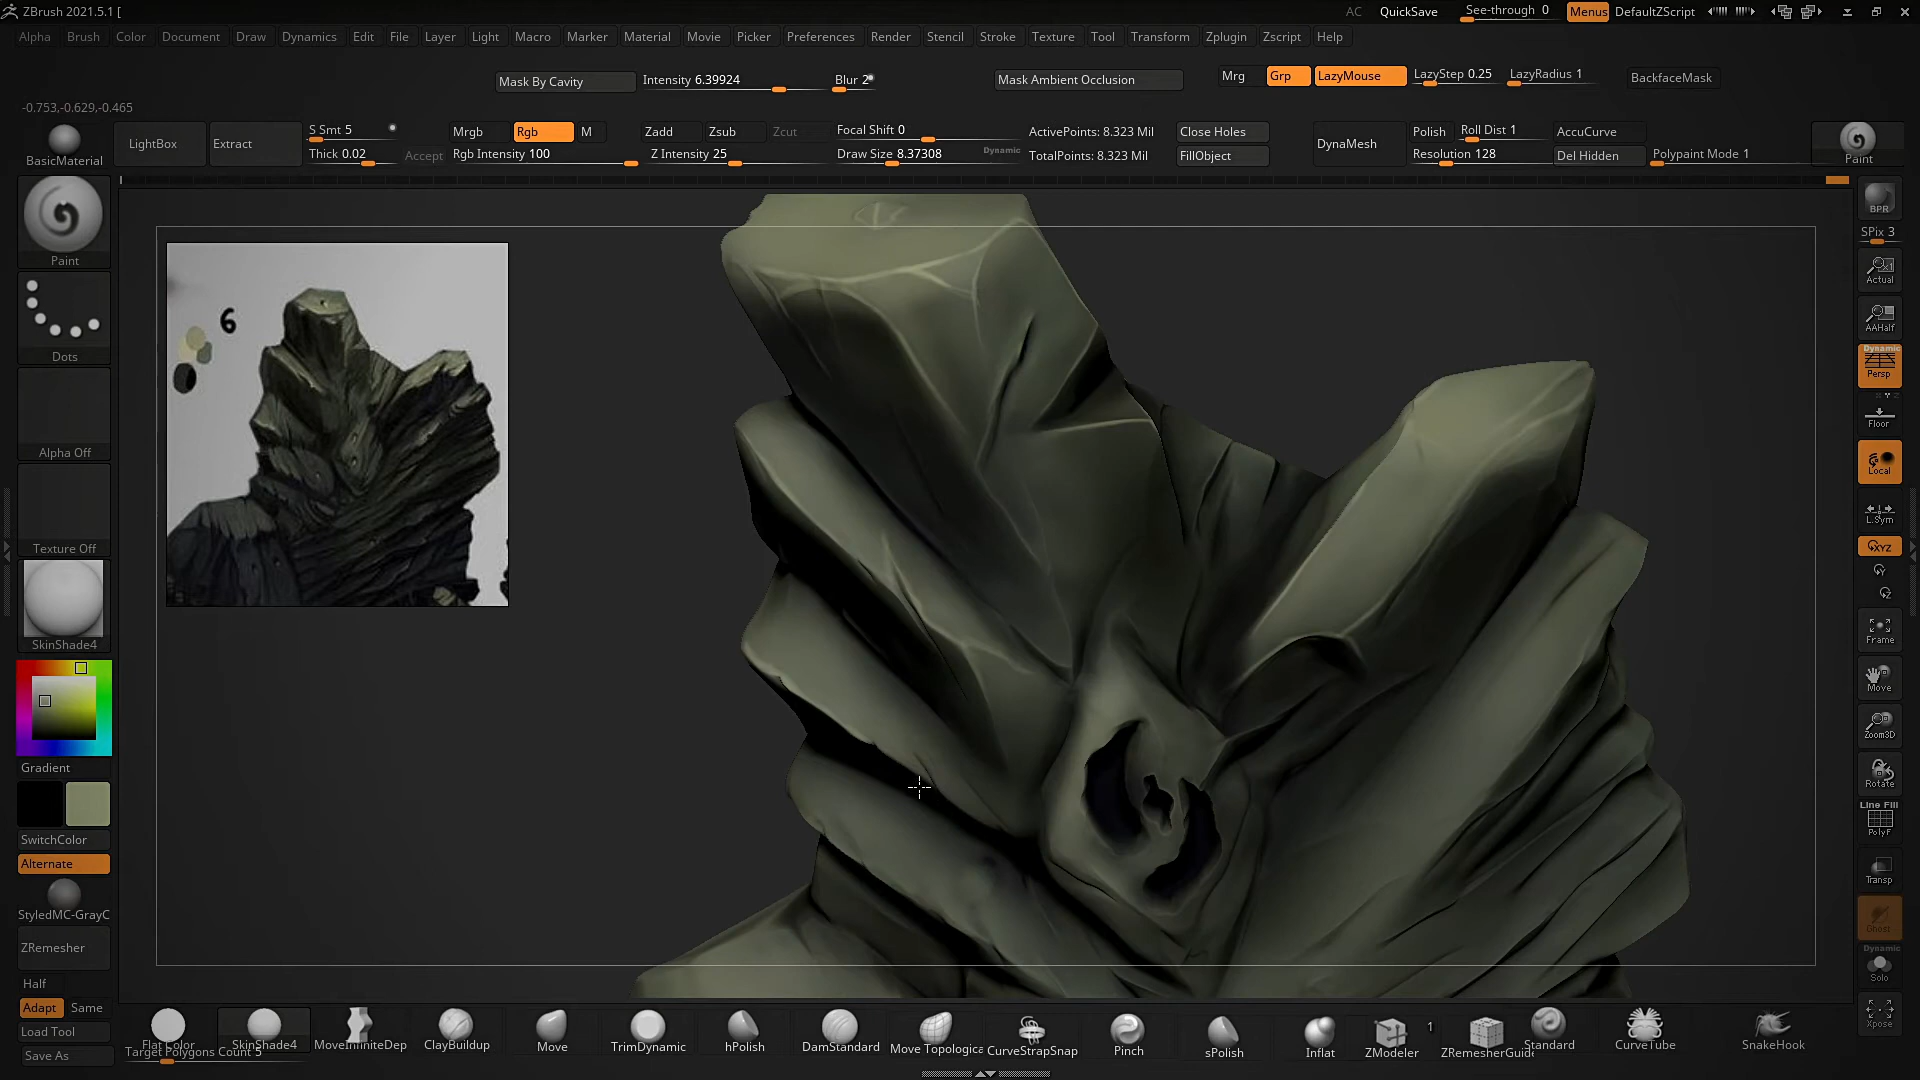 ZBrush 2021.5.1 [
AC QuickSave See-through 0 Menus DefaultZScript
Alpha Brush Color Document Draw Dynamics Edit File Layer Light Macro Marker Material Movie Picker Preferences Render Stencil Stroke Texture Tool Transform Zplugin Zscript Help
Mask By Cavity Intensity 6.39924 Blur 2 Mask Ambient Occlusion Mrg Grp LazyMouse LazyStep 0.25 LazyRadius 1 BackfaceMask
-0.753,-0.629,-0.465
S Smt 5 Mrgb Rgb M Zadd Zsub Zcut Focal Shift 0 ActivePoints: 8.323 Mil Close Holes Polish Roll Dist 1 AccuCurve
BasicMaterial LightBox Extract DynaMesh
Thick 0.02 Accept Rgb Intensity 100 Z Intensity 25 Draw Size 8.37308 Dynamic TotalPoints: 8.323 Mil FillObject Resolution 128 Del Hidden Polypaint Mode 1
Paint
Paint
Dots
Alpha Off
Texture Off
SkinShade4
Gradient
SwitchColor
Alternate
StyledMC-GrayC
ZRemesher
Half
Adapt Same
Load Tool
Save As
6
BPR
SPix 3
Actual
AAHalf
Dynamic
Persp
Floor
Local
L.Sym
XYZ
Y
Z
Frame
Move
Zoom3D
Rotate
Line Fill
PolyF
Transp
Ghost
Dynamic
Solo
Xpose
Flat Color SkinShade4 MoveInfiniteDep ClayBuildup Move TrimDynamic hPolish DamStandard Move Topologica CurveStrapSnap Pinch sPolish Inflat ZModeler 1 ZRemesherGuide Standard CurveTube SnakeHook
Target Polygons Count 5